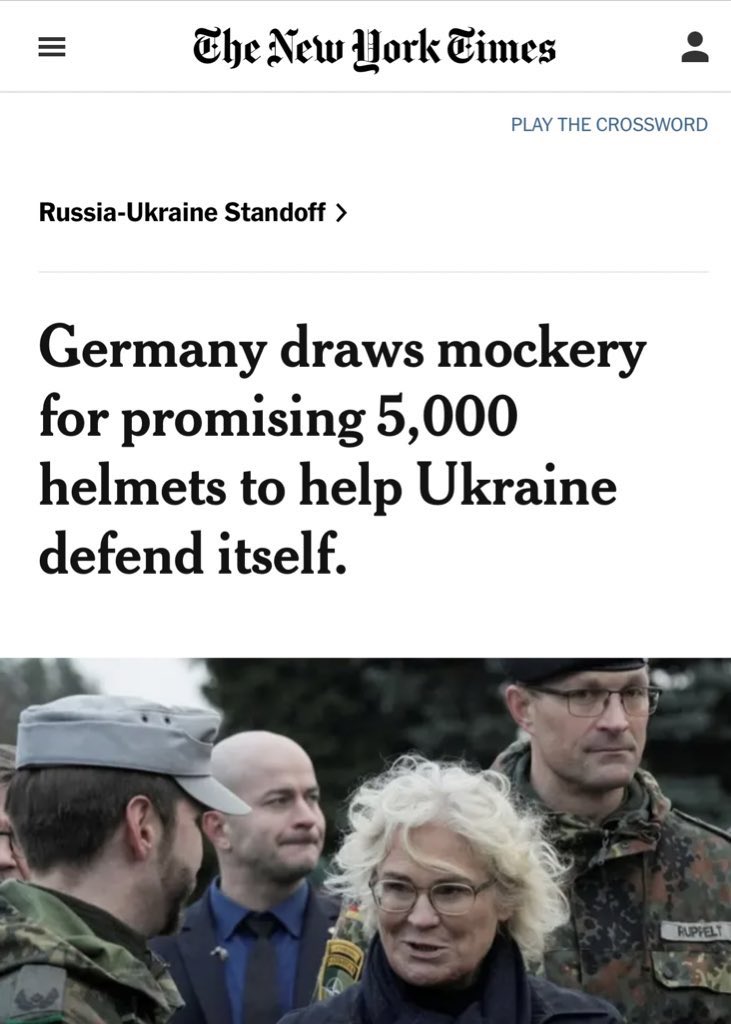 The New York Times
PLAY THE CROSSWORD
Russia-Ukraine Standoff >
Germany draws mockery
for promising 5,000
helmets to help Ukraine
defend itself.
RUPPELT